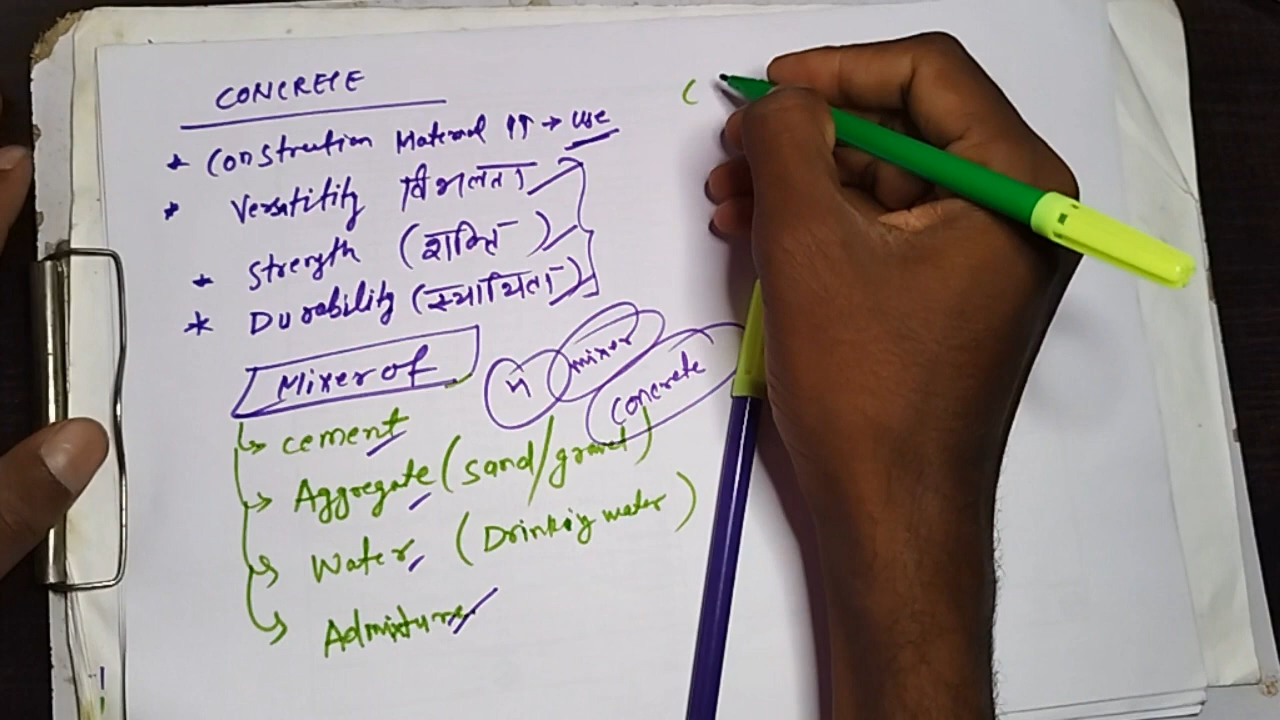 CONCRETE
* Construction Material ↑↑ → use
* Versatility विभलता
* Strength (शक्ति)
* Durability (स्थायिता)
Mixer of
mixer
concrete
↳ cement
↳ Aggregate (sand/gravel)
↳ Water (Drinking water)
↳ Admixture
(